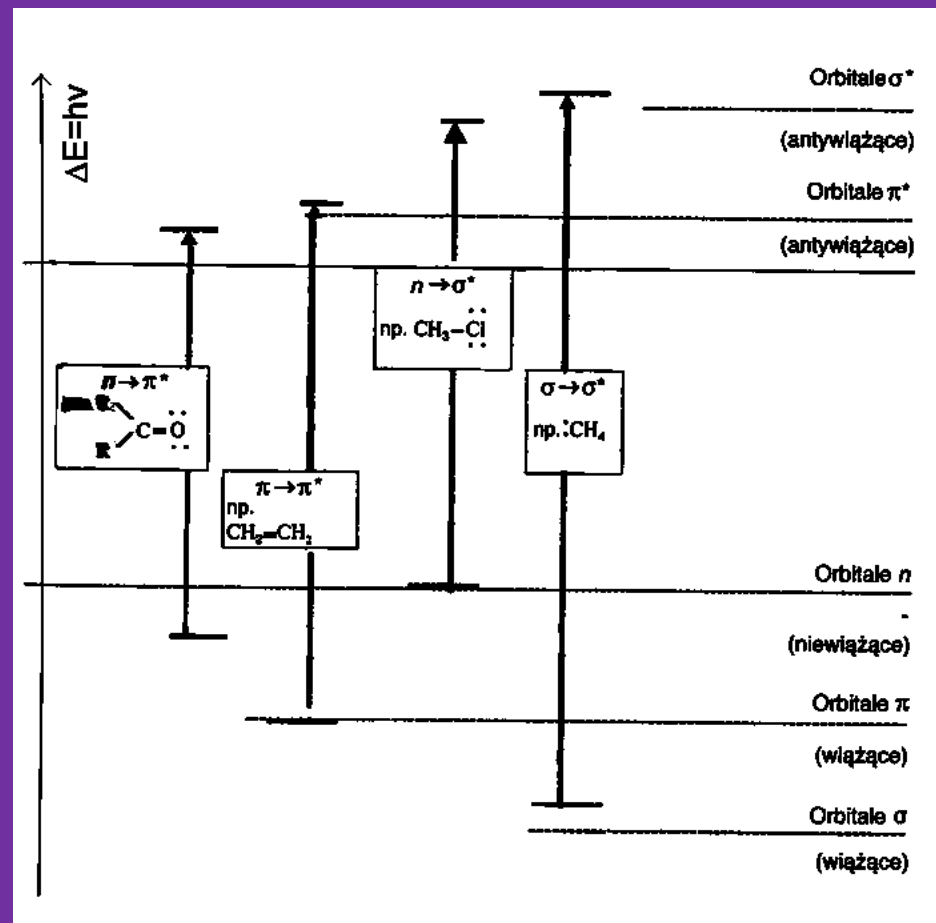 ΔE=hν
Orbitale σ*
(antywiążące)
Orbitale π*
(antywiążące)
n→σ*
np. CH₃–Cl
n→π*
R
C=O
R
σ→σ*
np. CH₄
π→π*
np.
CH₂=CH₂
Orbitale n
(niewiążące)
Orbitale π
(wiążące)
Orbitale σ
(wiążące)